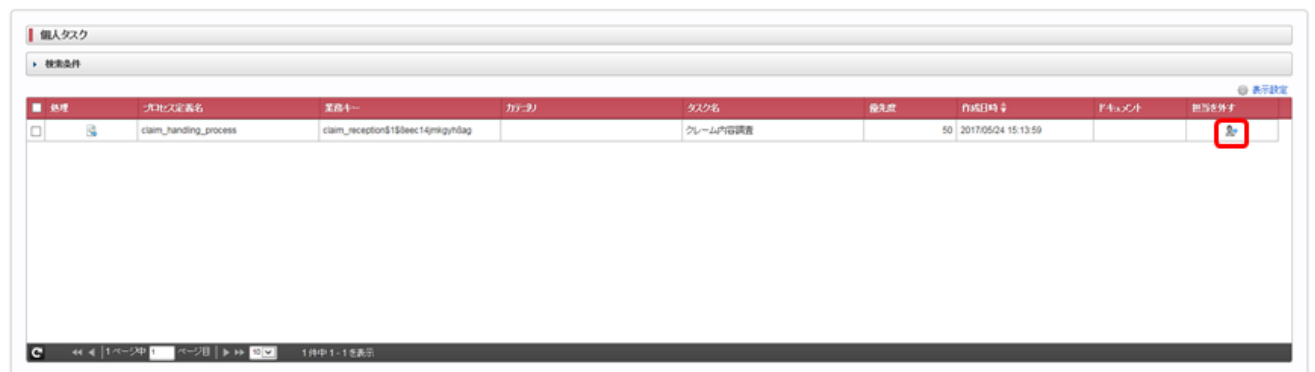 個人タスク
検索条件
表示設定
処理 プロセス定義名 業務キー カテゴリ タスク名 優先度 作成日時 ドキュメント 担当を外す
claim_handling_process claim_reception$1$8eec14jmkgyh8ag クレーム内容調査 50 2017/05/24 15:13:59
1 ページ中 1 ページ目 10 1 件中 1 - 1 を表示